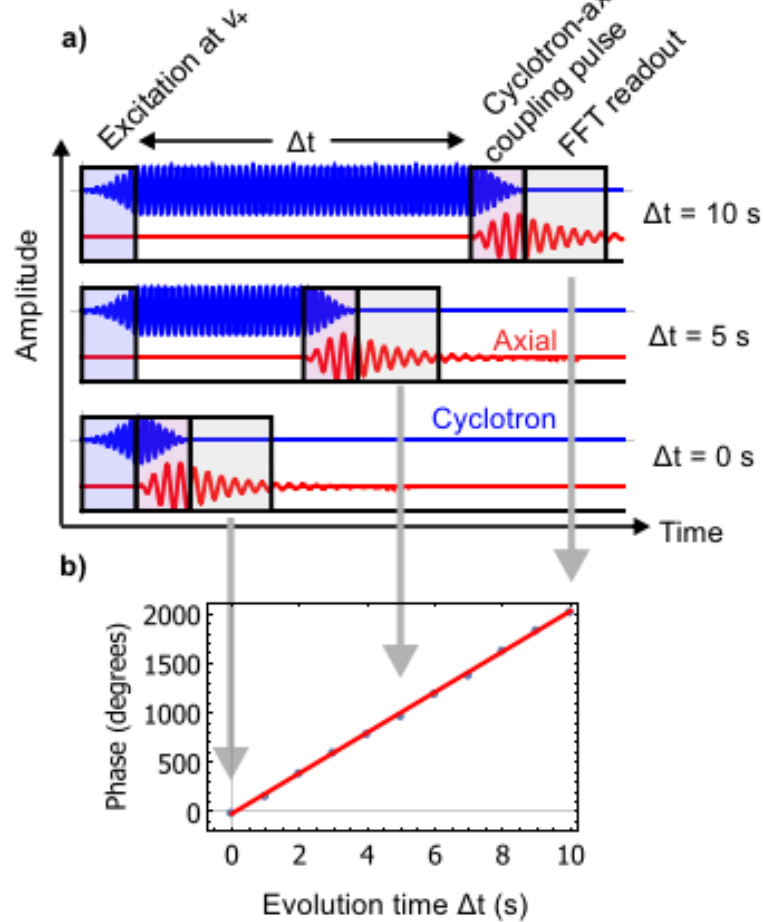 a)
Excitation at ν₊
Δt
Cyclotron-ax
coupling pulse
FFT readout
Amplitude
Δt = 10 s
Axial
Δt = 5 s
Cyclotron
Δt = 0 s
Time
b)
Phase (degrees)
2000
1500
1000
500
0
0 2 4 6 8 10
Evolution time Δt (s)